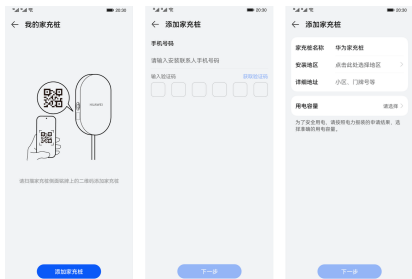 20:30
← 我的家充桩
HUAWEI
请扫描家充桩侧面铭牌上的二维码添加家充桩
添加家充桩
20:30
← 添加家充桩
手机号码
请输入安装联系人手机号码
输入验证码 获取验证码
下一步
20:30
← 添加家充桩
家充桩名称 华为家充桩
安装地区 点击此处选择地区
详细地址 小区、门牌号等
用电容量 请选择
为了安全用电，请按照电力报装的申请结果，选
择准确的用电容量。
下一步